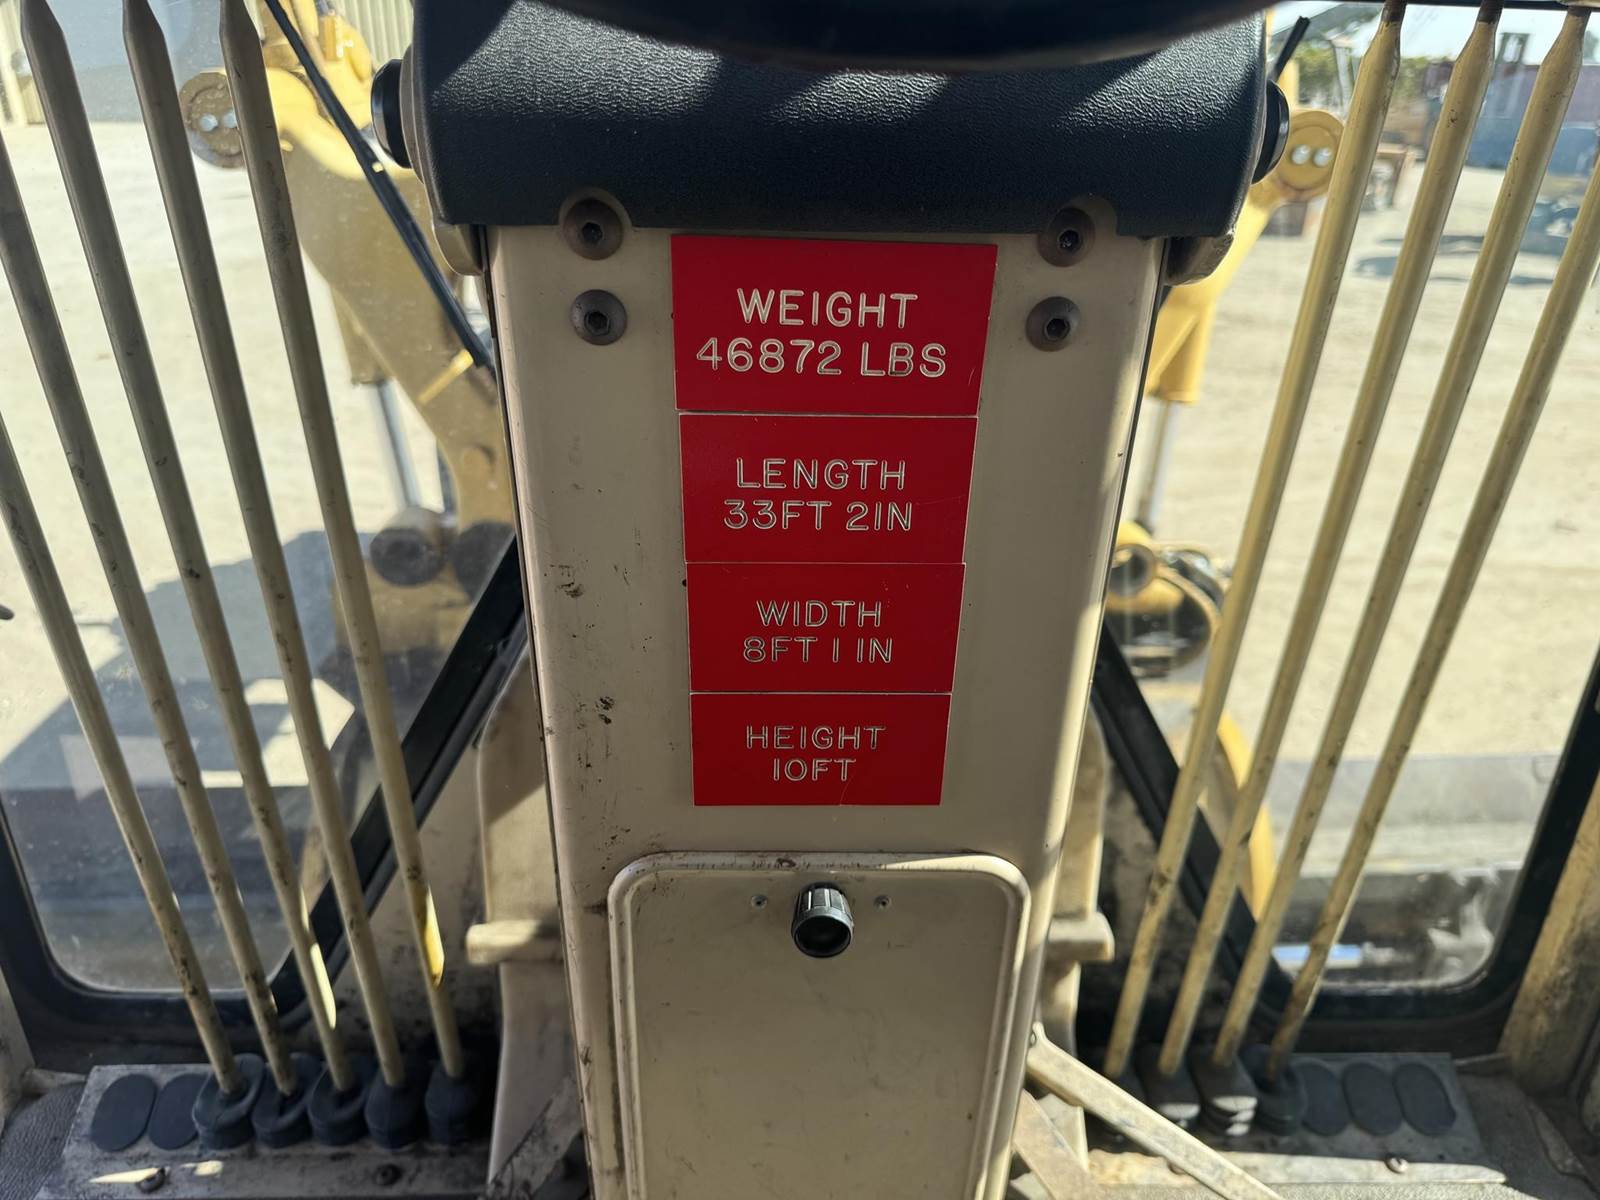 WEIGHT
46872 LBS
LENGTH
33FT 2IN
WIDTH
8FT 1 IN
HEIGHT
10FT